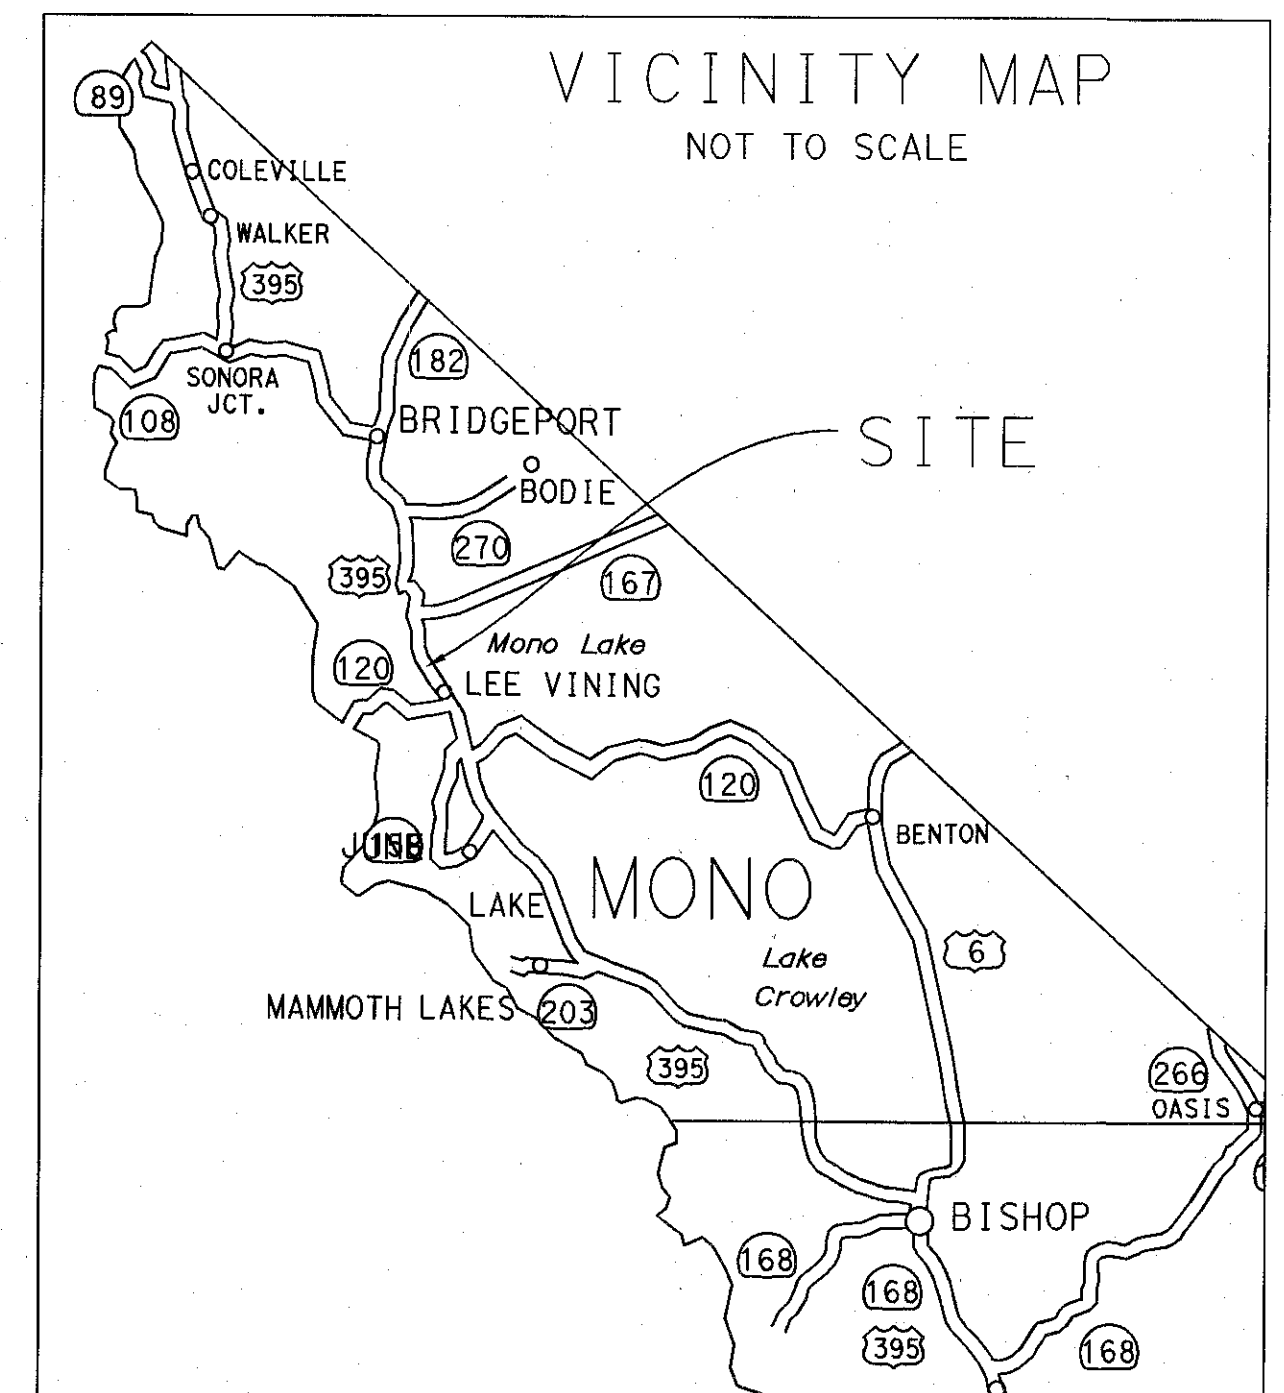 VICINITY MAP
NOT TO SCALE
89
COLEVILLE
WALKER
395
182
SONORA
JCT.
108
BRIDGEPORT
SITE
BODIE
270
395
167
Mono Lake
120
LEE VINING
120
BENTON
JUNE
158
MONO
LAKE
6
Lake
Crowley
MAMMOTH LAKES
203
395
266
OASIS
BISHOP
168
168
395
168